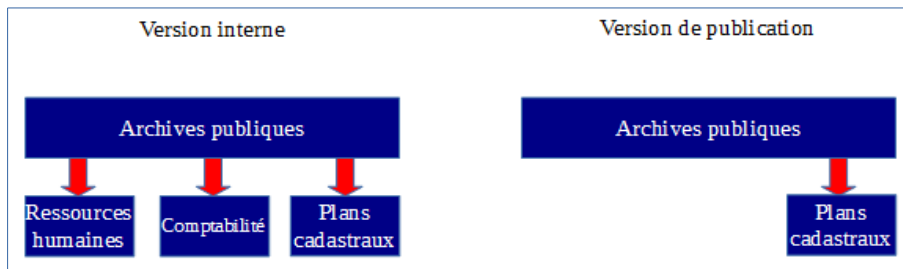 Version interne
Version de publication
Archives publiques
Archives publiques
Ressources
humaines
Comptabilité
Plans
cadastraux
Plans
cadastraux